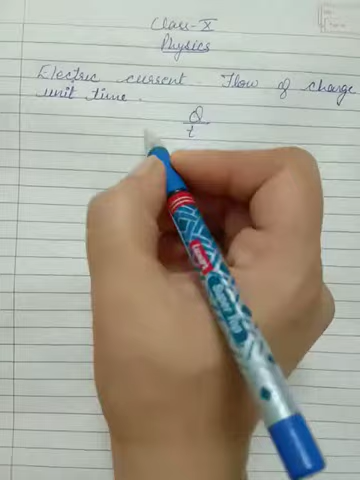 Class - X
Physics
Electric current - Flow of charge
unit time.
Q
t